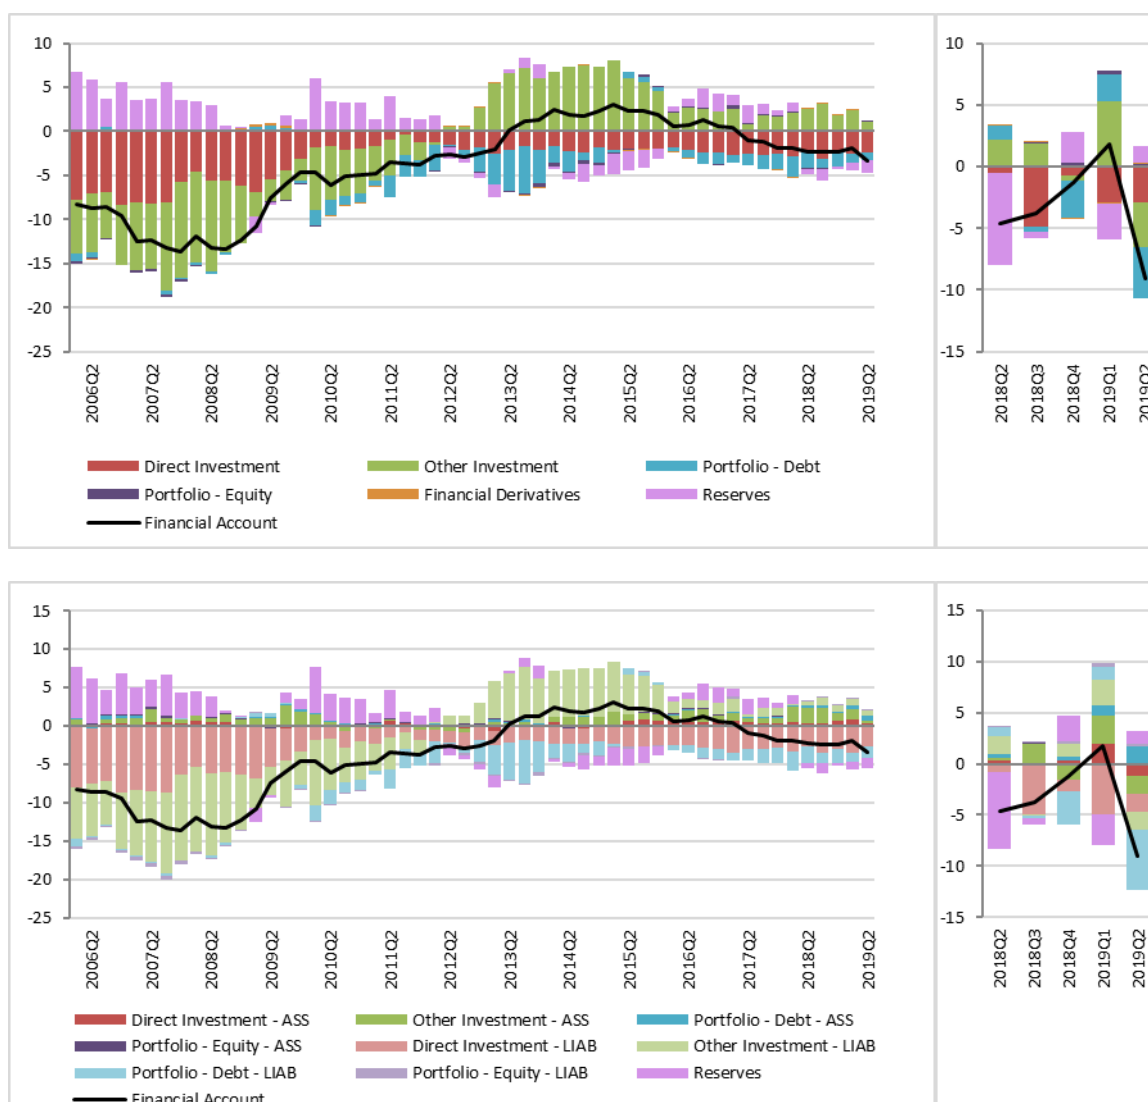 10
5
0
-5
-10
-15
-20
-25
2006Q2 2007Q2 2008Q2 2009Q2 2010Q2 2011Q2 2012Q2 2013Q2 2014Q2 2015Q2 2016Q2 2017Q2 2018Q2 2019Q2
Direct Investment Other Investment Portfolio - Debt
Portfolio - Equity Financial Derivatives Reserves
Financial Account
10
5
0
-5
-10
-15
2018Q2 2018Q3 2018Q4 2019Q1 2019Q2
15
10
5
0
-5
-10
-15
-20
-25
2006Q2 2007Q2 2008Q2 2009Q2 2010Q2 2011Q2 2012Q2 2013Q2 2014Q2 2015Q2 2016Q2 2017Q2 2018Q2 2019Q2
Direct Investment - ASS Other Investment - ASS Portfolio - Debt - ASS
Portfolio - Equity - ASS Direct Investment - LIAB Other Investment - LIAB
Portfolio - Debt - LIAB Portfolio - Equity - LIAB Reserves
Financial Account
15
10
5
0
-5
-10
-15
2018Q2 2018Q3 2018Q4 2019Q1 2019Q2